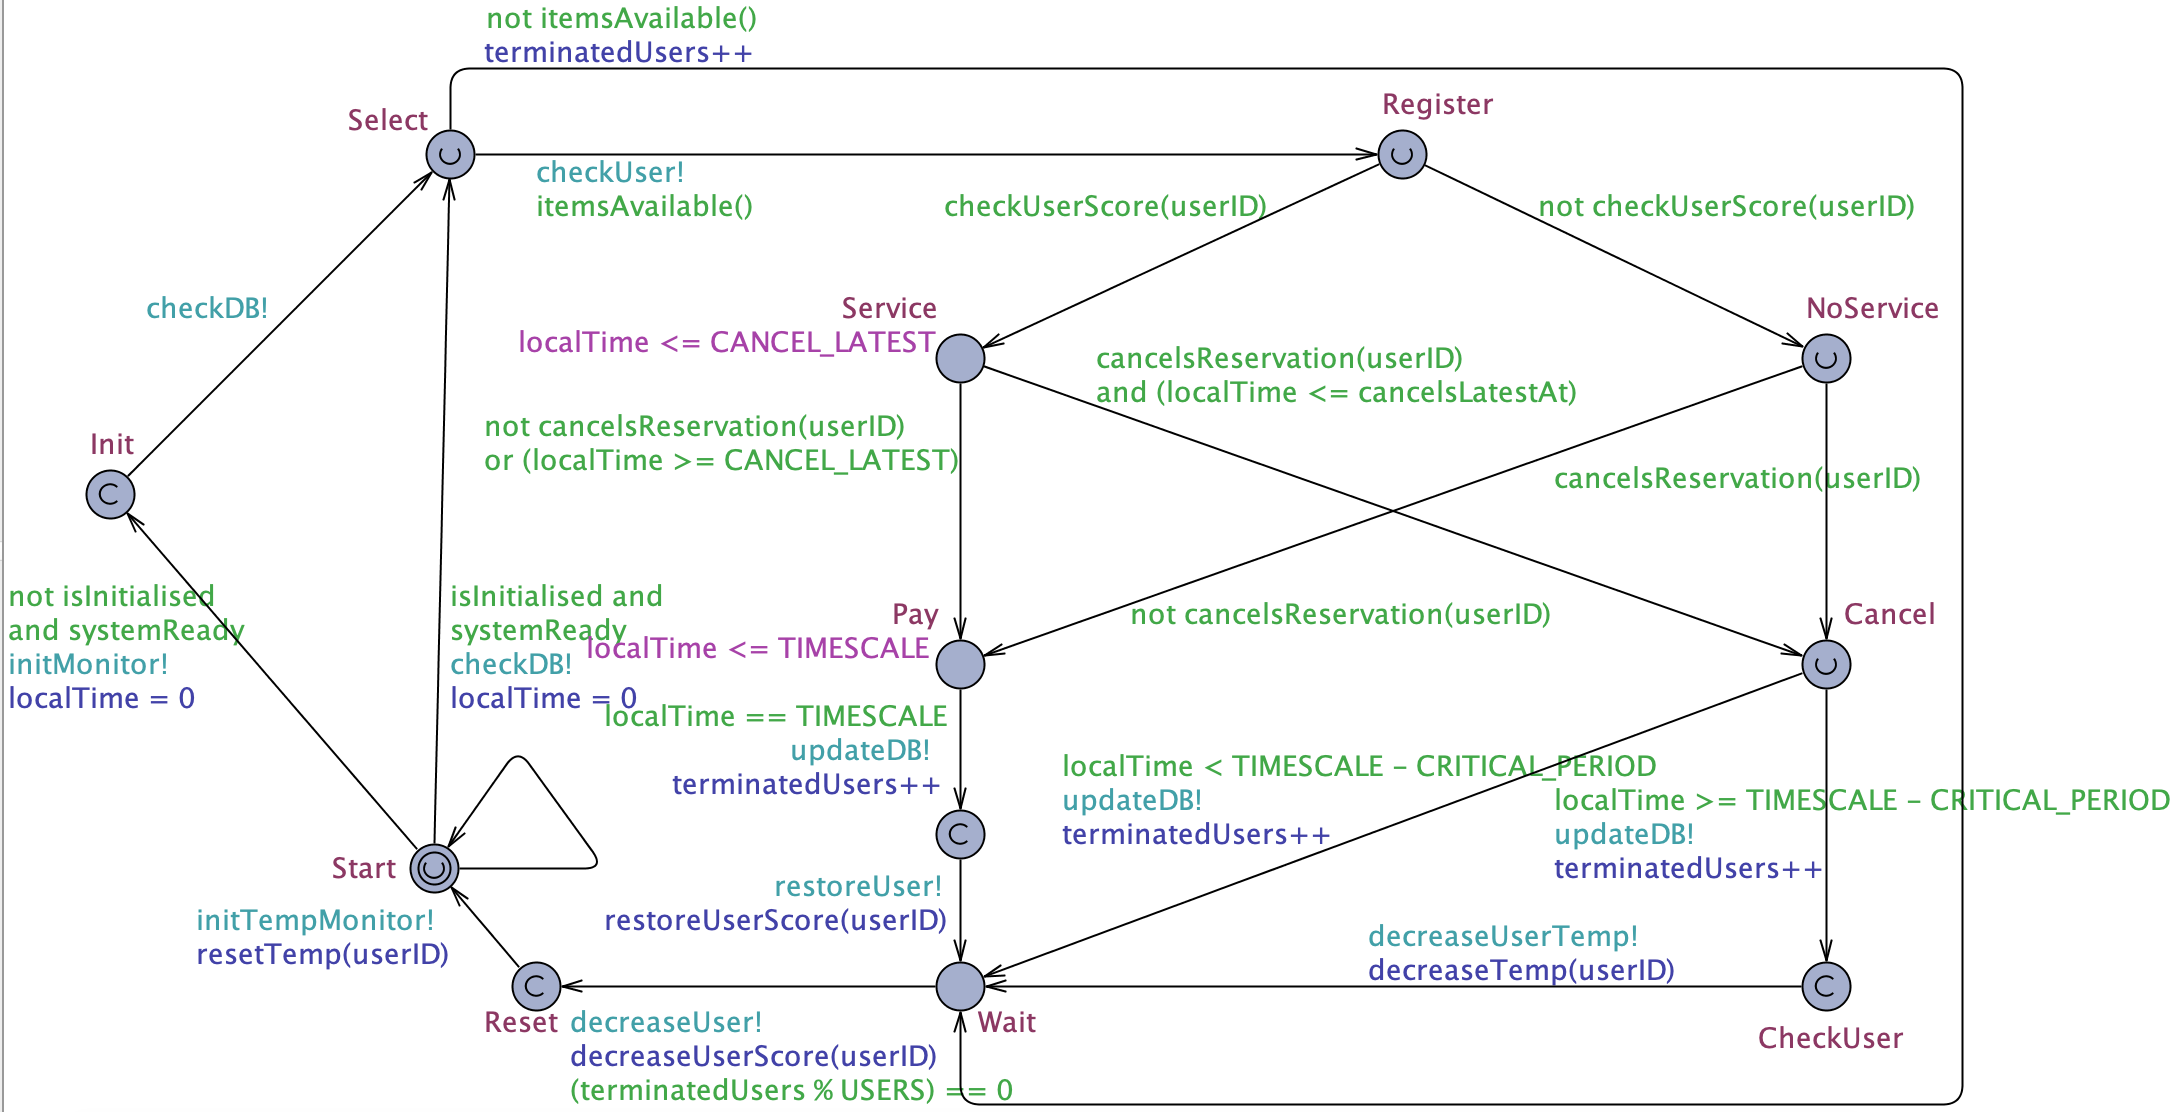 not itemsAvailable()
terminatedUsers++
Select
Register
checkUser!
itemsAvailable()
checkUserScore(userID)
not checkUserScore(userID)
checkDB!
Service
localTime <= CANCEL_LATEST
NoService
cancelsReservation(userID)
and (localTime <= cancelsLatestAt)
not cancelsReservation(userID)
or (localTime >= CANCEL_LATEST)
Init
cancelsReservation(userID)
not isInitialised
and systemReady
initMonitor!
localTime = 0
isInitialised and
systemReady
checkDB!
localTime = 0
Pay
localTime <= TIMESCALE
not cancelsReservation(userID)
Cancel
localTime == TIMESCALE
updateDB!
terminatedUsers++
localTime < TIMESCALE - CRITICAL_PERIOD
updateDB!
terminatedUsers++
localTime >= TIMESCALE - CRITICAL_PERIOD
updateDB!
terminatedUsers++
C
C
Start
restoreUser!
restoreUserScore(userID)
initTempMonitor!
resetTemp(userID)
decreaseUserTemp!
decreaseTemp(userID)
C
C
Reset
decreaseUser!
decreaseUserScore(userID)
(terminatedUsers % USERS) == 0
Wait
CheckUser